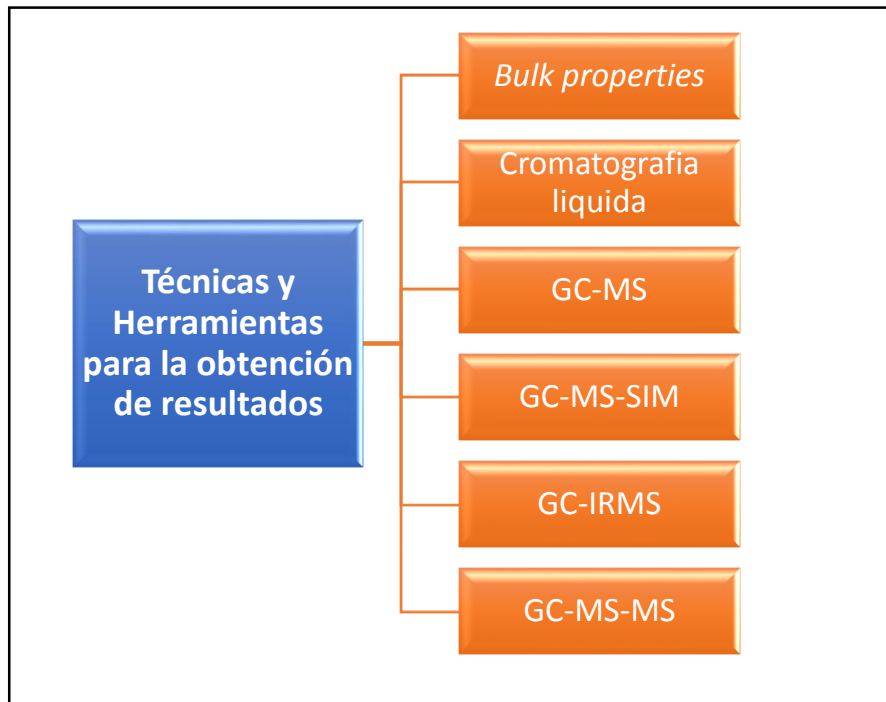 Técnicas y
Herramientas
para la obtención
de resultados
Bulk properties
Cromatografia
liquida
GC-MS
GC-MS-SIM
GC-IRMS
GC-MS-MS